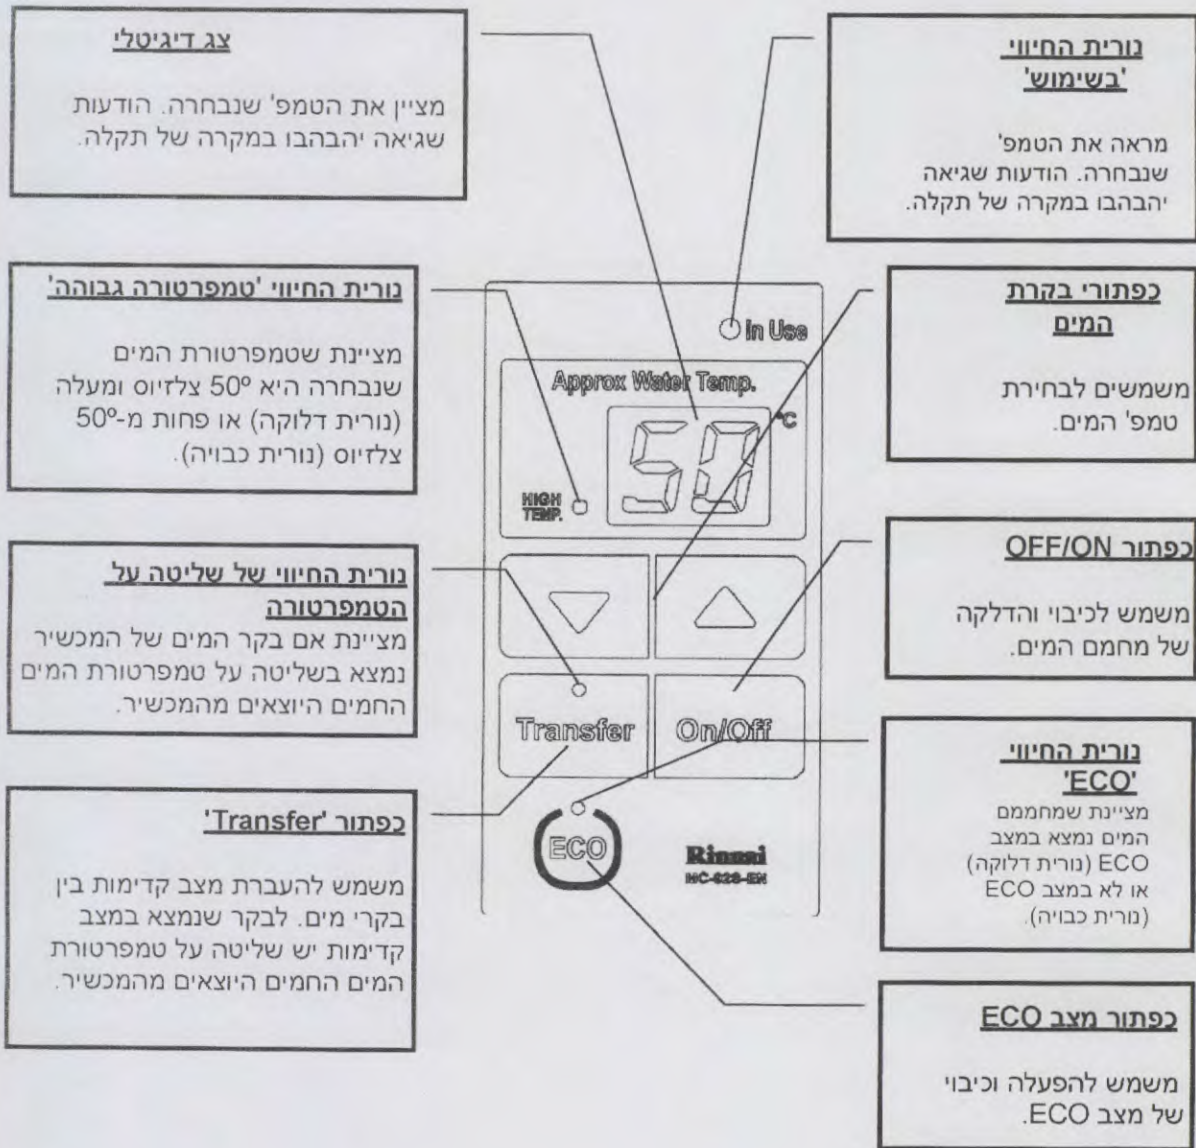 צג דיגיטלי
מציין את הטמפ' שנבחרה. הודעות
שגיאה יהבהבו במקרה של תקלה.
נורית החיווי
'בשימוש'
מראה את הטמפ'
שנבחרה. הודעות שגיאה
יהבהבו במקרה של תקלה.
נורית החיווי 'טמפרטורה גבוהה'
מציינת שטמפרטורת המים
שנבחרה היא 50º צלזיוס ומעלה
(נורית דלוקה) או פחות מ-50º
צלזיוס (נורית כבויה).
כפתורי בקרת
המים
משמשים לבחירת
טמפ' המים.
נורית החיווי של שליטה על
הטמפרטורה
מציינת אם בקר המים של המכשיר
נמצא בשליטה על טמפרטורת המים
החמים היוצאים מהמכשיר.
כפתור OFF/ON
משמש לכיבוי והדלקה
של מחמם המים.
כפתור 'Transfer'
משמש להעברת מצב קדימות בין
בקרי מים. לבקר שנמצא במצב
קדימות יש שליטה על טמפרטורת
המים החמים היוצאים מהמכשיר.
נורית החיווי
'ECO'
מציינת שמחממם
המים נמצא במצב
ECO (נורית דלוקה)
או לא במצב ECO
(נורית כבויה).
כפתור מצב ECO
משמש להפעלה וכיבוי
של מצב ECO.
In Use
Approx Water Temp.
50 °C
HIGH
TEMP.
Transfer
On/Off
ECO
Rinnai
MC-628-EN